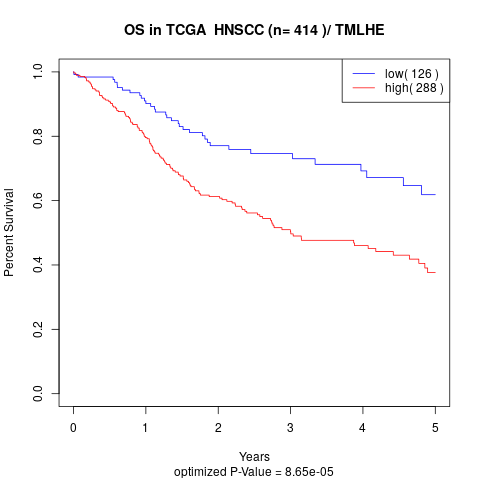 OS in TCGA  HNSCC (n= 414 )/ TMLHE
low( 126 )
high( 288 )
Percent Survival
1.0
0.8
0.6
0.4
0.2
0.0
0 1 2 3 4 5
Years
optimized P-Value = 8.65e-05